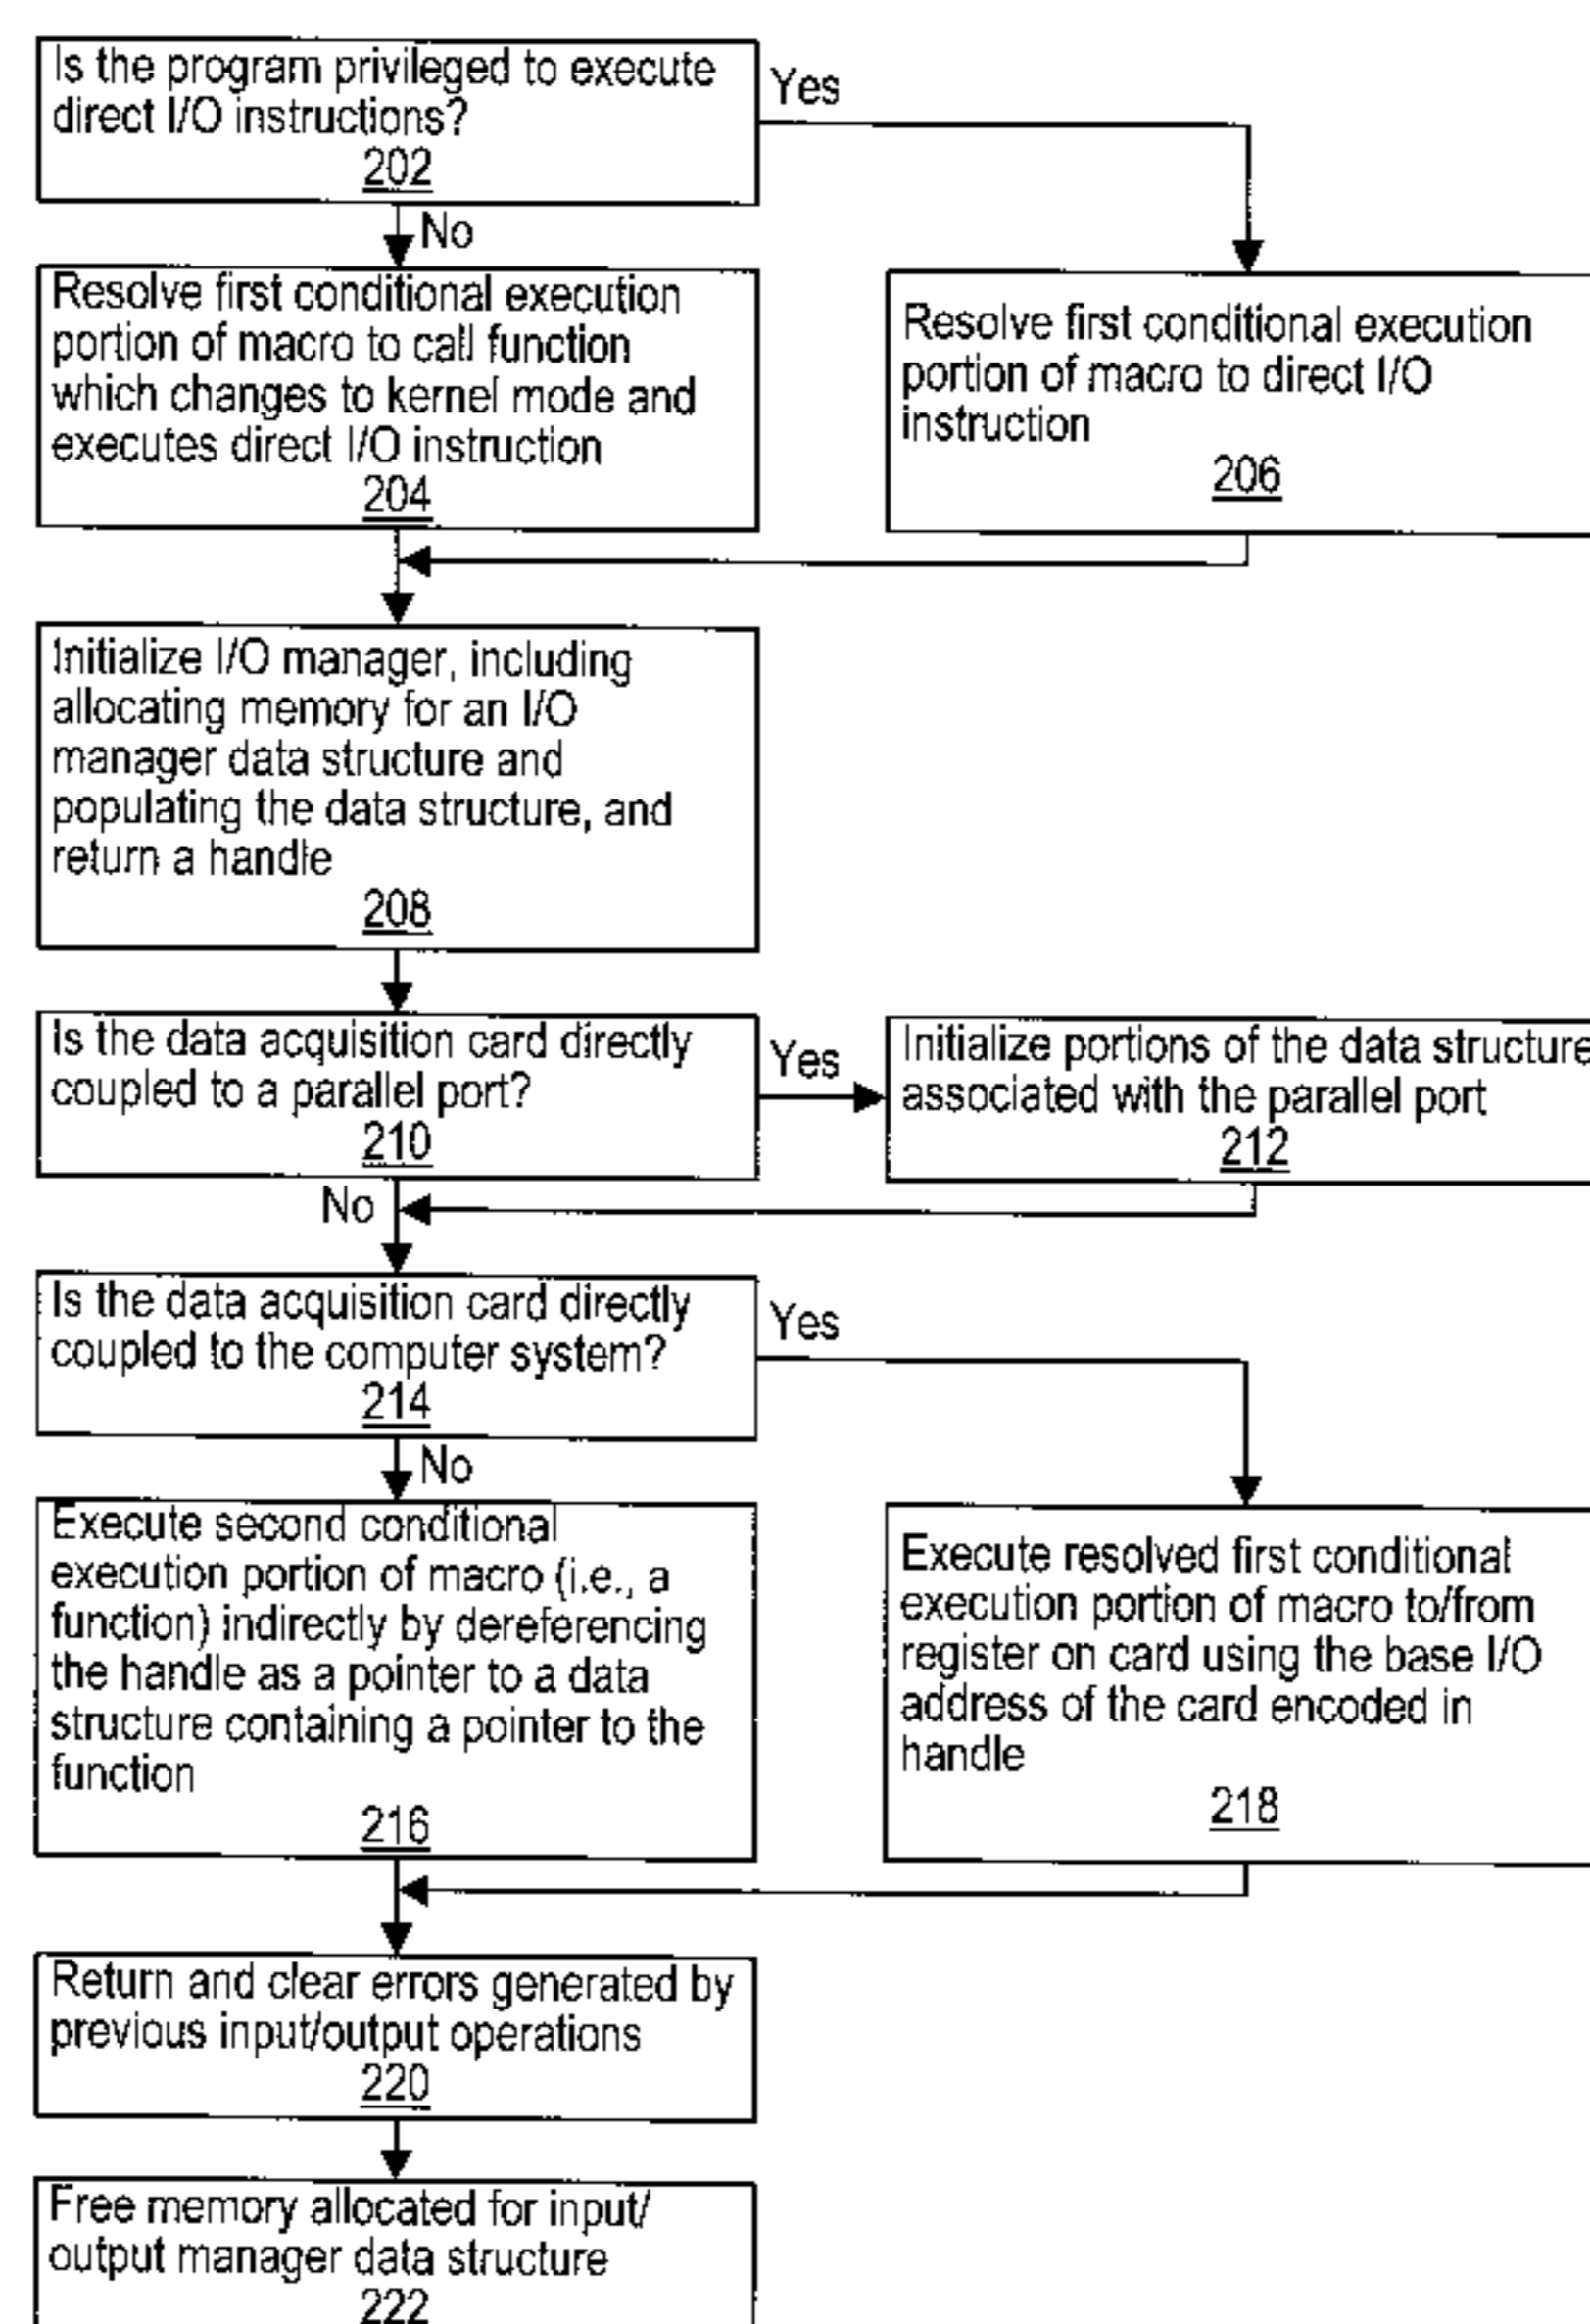 Is the program privileged to execute
direct I/O instructions?
202
Yes
No
Resolve first conditional execution
portion of macro to call function
which changes to kernel mode and
executes direct I/O instruction
204
Resolve first conditional execution
portion of macro to direct I/O
instruction
206
Initialize I/O manager, including
allocating memory for an I/O
manager data structure and
populating the data structure, and
return a handle
208
Is the data acquisition card directly
coupled to a parallel port?
210
Yes
Initialize portions of the data structure
associated with the parallel port
212
No
Is the data acquisition card directly
coupled to the computer system?
214
Yes
No
Execute second conditional
execution portion of macro (i.e., a
function) indirectly by dereferencing
the handle as a pointer to a data
structure containing a pointer to the
function
216
Execute resolved first conditional
execution portion of macro to/from
register on card using the base I/O
address of the card encoded in
handle
218
Return and clear errors generated by
previous input/output operations
220
Free memory allocated for input/
output manager data structure
222